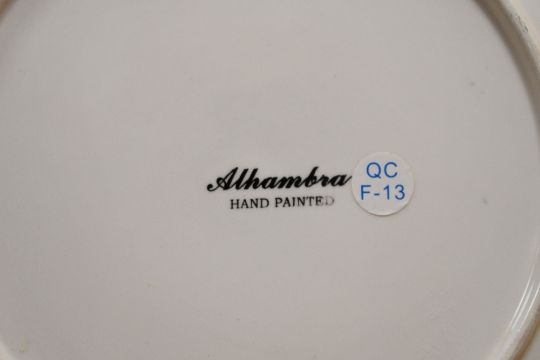 Alhambra
HAND PAINTED
QC
F-13